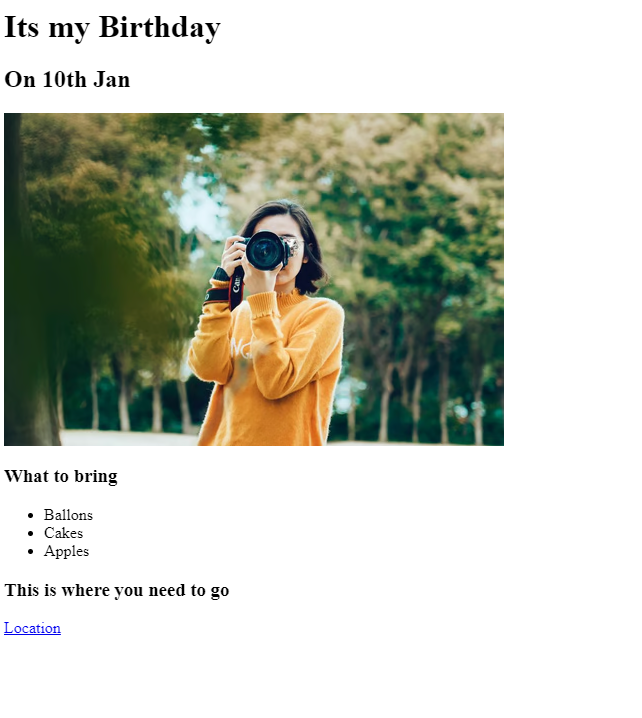 Its my Birthday
On 10th Jan
What to bring
Ballons
Cakes
Apples
This is where you need to go
Location